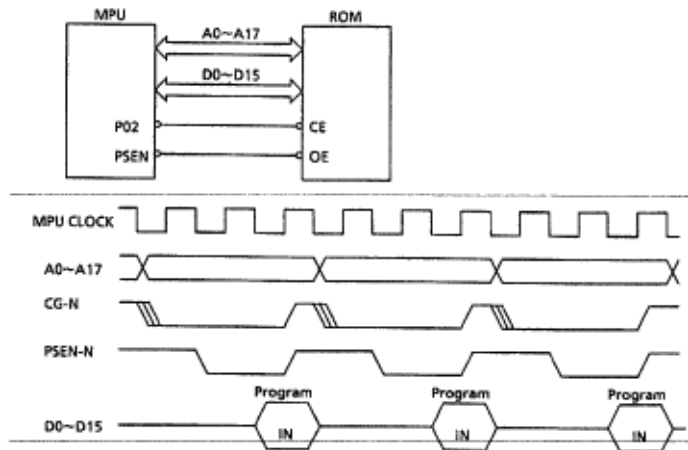 MPU ROM
A0~A17
D0~D15
P02 CE
PSEN OE
MPU CLOCK
A0~A17
CG-N
PSEN-N
Program Program Program
D0~D15 IN IN IN